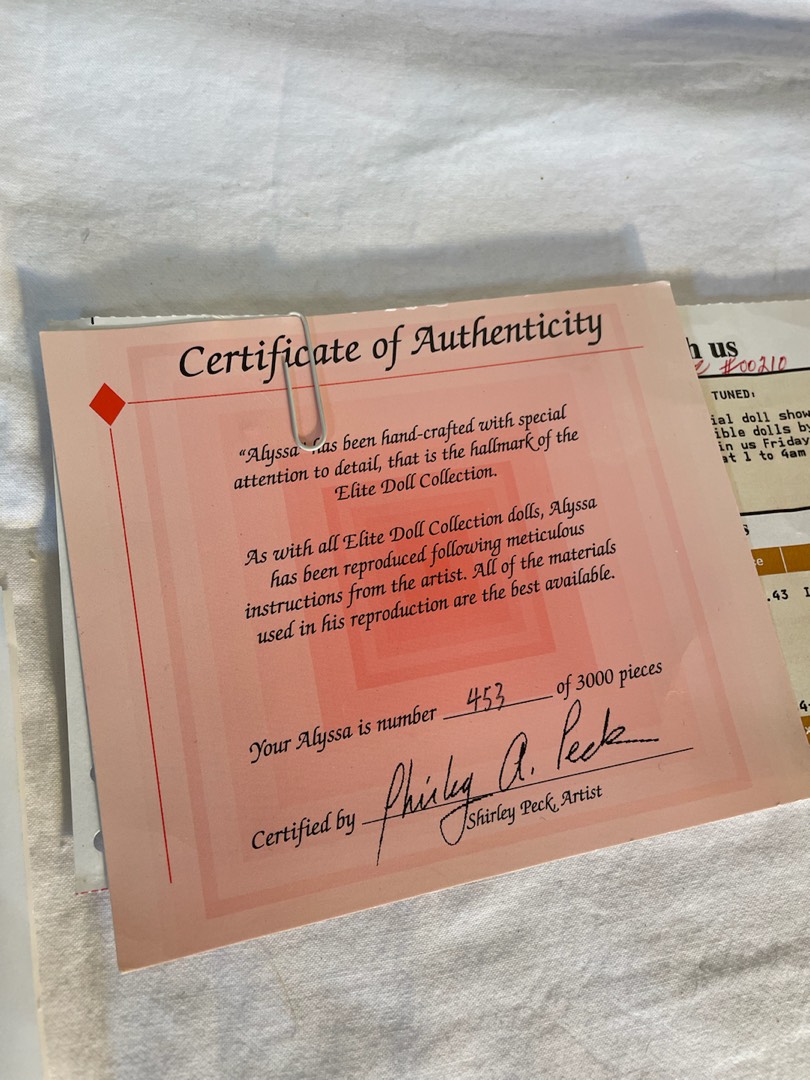 Certificate of Authenticity
"Alyssa" has been hand-crafted with special
attention to detail, that is the hallmark of the
Elite Doll Collection.
As with all Elite Doll Collection dolls, Alyssa
has been reproduced following meticulous
instructions from the artist. All of the materials
used in his reproduction are the best available.
Your Alyssa is number 453 of 3000 pieces
Certified by Shirley A. Peck
Shirley Peck, Artist
h us
#00210
TUNED:
ial doll show
ible dolls by
in us Friday
at 1 to 4am
s
e
.43 I
4-